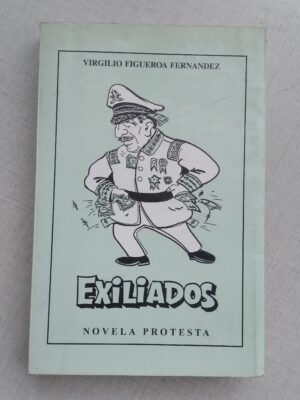 VIRGILIO FIGUEROA FERNANDEZ
EXILIADOS
NOVELA PROTESTA